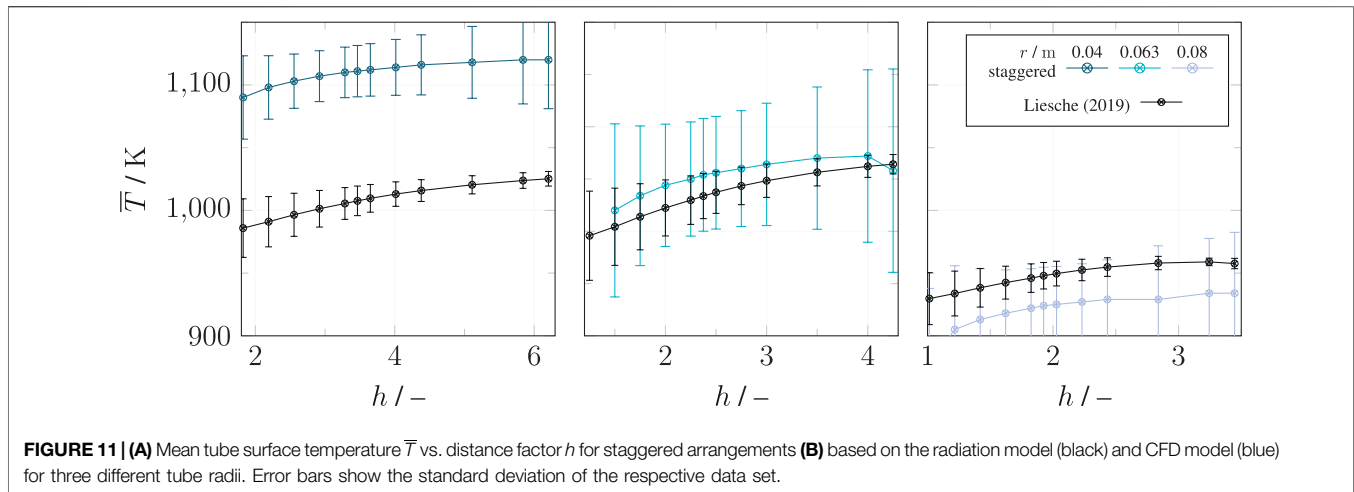 1,100
1,000
900
T̿ / K
2
4
6
h / –
2
3
4
h / –
1
2
3
h / –
r / m 0.04 0.063 0.08
staggered
Liesche (2019)
FIGURE 11 | (A) Mean tube surface temperature T̿ vs. distance factor h for staggered arrangements (B) based on the radiation model (black) and CFD model (blue)
for three different tube radii. Error bars show the standard deviation of the respective data set.